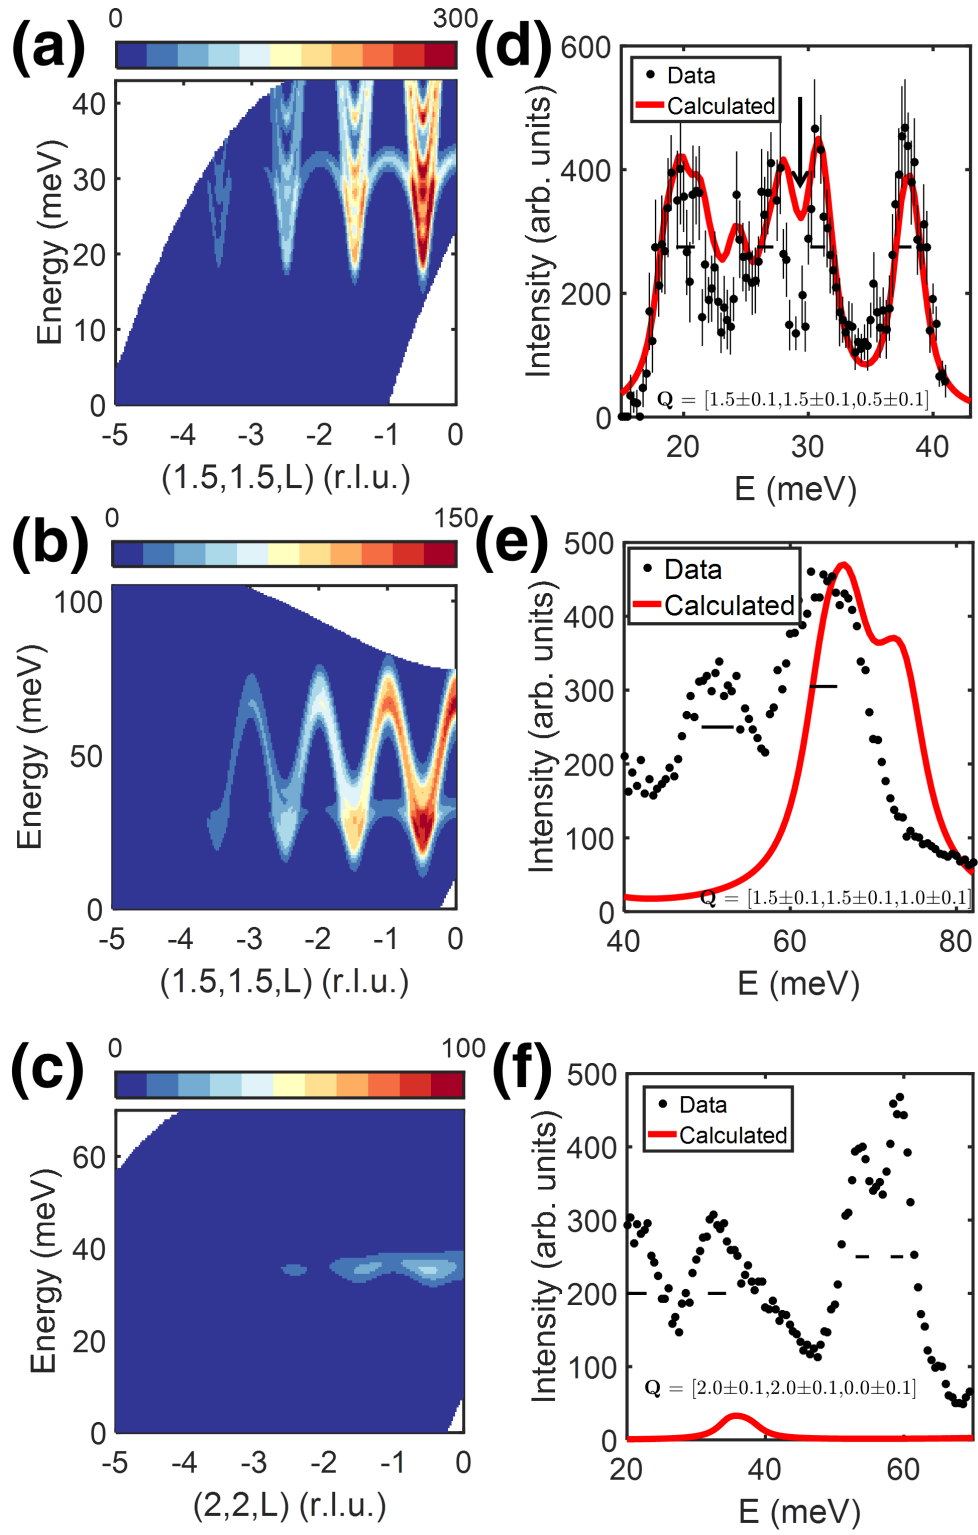 (a)
0
300
40
30
20
10
0
Energy (meV)
-5
-4
-3
-2
-1
0
(1.5,1.5,L) (r.l.u.)
(d)
600
400
200
0
Intensity (arb. units)
Data
Calculated
Q = [1.5±0.1,1.5±0.1,0.5±0.1]
20
30
40
E (meV)
(b)
0
150
100
50
0
Energy (meV)
-5
-4
-3
-2
-1
0
(1.5,1.5,L) (r.l.u.)
(e)
500
400
300
200
100
0
Intensity (arb. units)
Data
Calculated
Q = [1.5±0.1,1.5±0.1,1.0±0.1]
40
60
80
E (meV)
(c)
0
100
60
40
20
0
Energy (meV)
-5
-4
-3
-2
-1
0
(2,2,L) (r.l.u.)
(f)
500
400
300
200
100
0
Intensity (arb. units)
Data
Calculated
Q = [2.0±0.1,2.0±0.1,0.0±0.1]
20
40
60
E (meV)